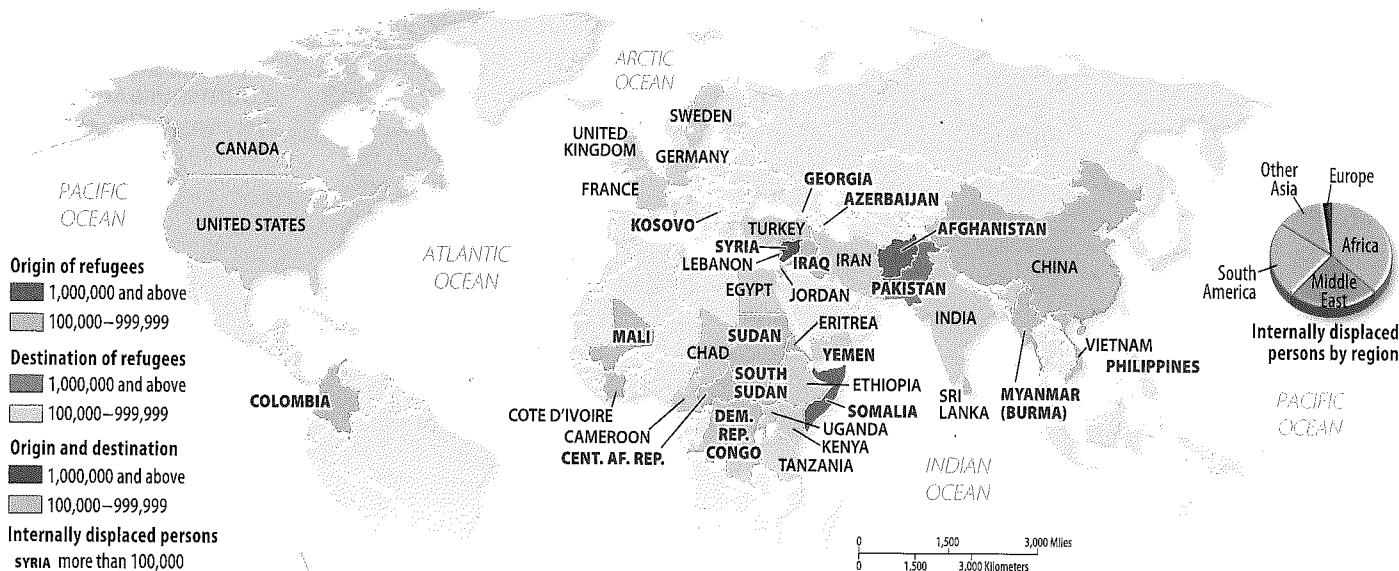 ARCTIC
OCEAN
SWEDEN
UNITED
KINGDOM
GERMANY
CANADA
FRANCE
GEORGIA
AZERBAIJAN
PACIFIC
OCEAN
UNITED STATES
KOSOVO
TURKEY
AFGHANISTAN
SYRIA
LEBANON
IRAQ
IRAN
CHINA
ATLANTIC
OCEAN
EGYPT
JORDAN
PAKISTAN
INDIA
ERITREA
MALI
SUDAN
CHAD
YEMEN
VIETNAM
PHILIPPINES
SOUTH
SUDAN
ETHIOPIA
COLOMBIA
SRI
LANKA
MYANMAR
(BURMA)
COTE D'IVOIRE
SOMALIA
DEM.
REP.
CONGO
UGANDA
CAMEROON
KENYA
CENT. AF. REP.
TANZANIA
INDIAN
OCEAN
PACIFIC
OCEAN
Origin of refugees
1,000,000 and above
100,000–999,999
Destination of refugees
1,000,000 and above
100,000–999,999
Origin and destination
1,000,000 and above
100,000–999,999
Internally displaced persons
SYRIA more than 100,000
0 1,500 3,000 Miles
0 1,500 3,000 Kilometers
Other
Asia
Europe
Africa
South
America
Middle
East
Internally displaced
persons by region